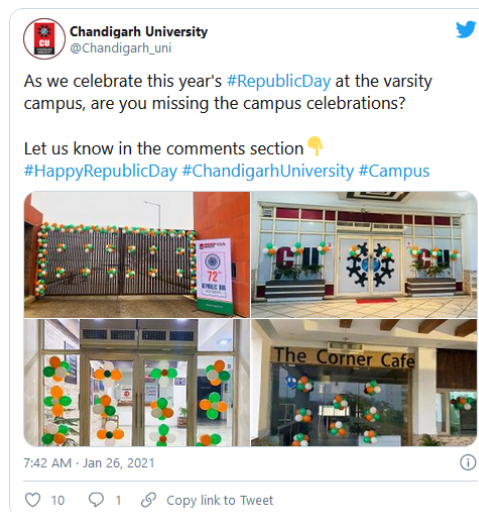 Chandigarh University
@Chandigarh_uni
As we celebrate this year's #RepublicDay at the varsity
campus, are you missing the campus celebrations?
Let us know in the comments section👇
#HappyRepublicDay #ChandigarhUniversity #Campus
72
REPUBLIC DAY
CU
CU
The Corner Cafe
7:42 AM · Jan 26, 2021
10
1
Copy link to Tweet